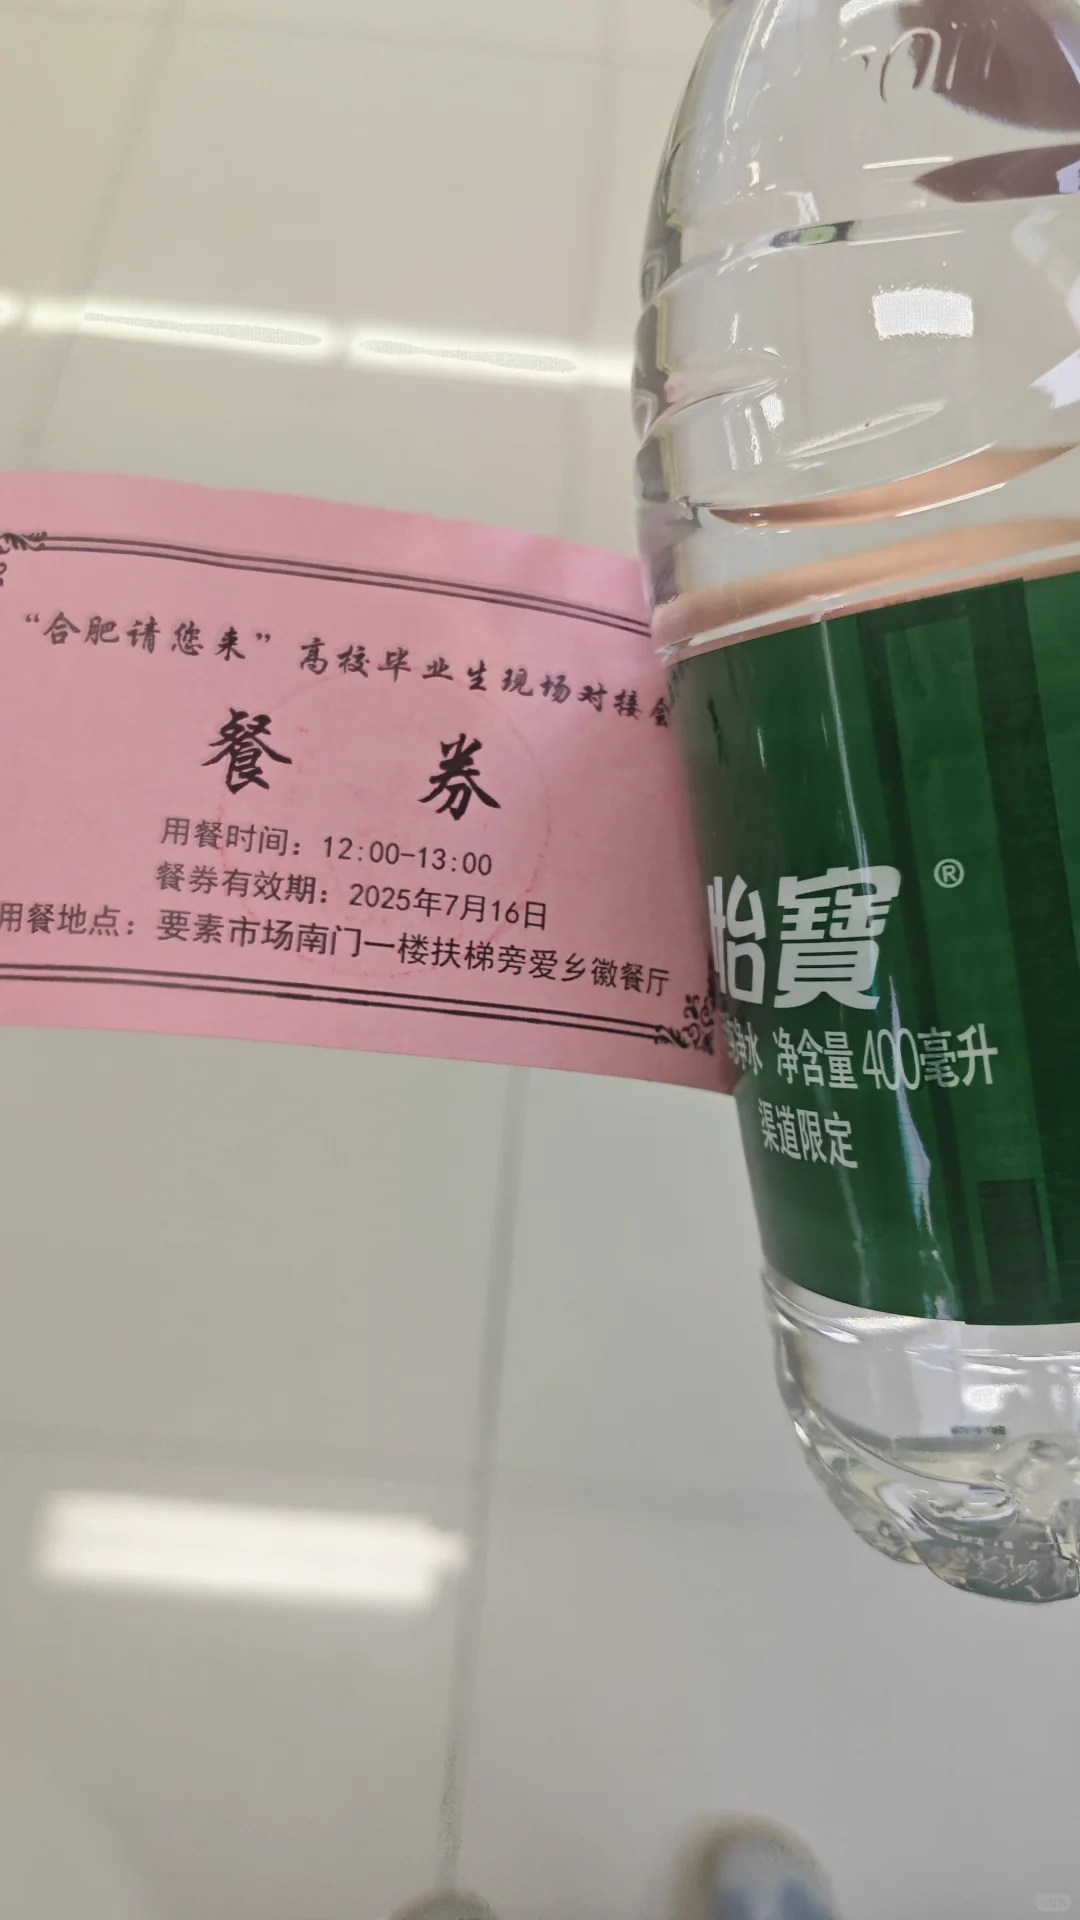 “合肥请您来”高校毕业生现场对接会
餐 券
用餐时间：12:00-13:00
餐券有效期：2025年7月16日
用餐地点：要素市场南门一楼扶梯旁爱乡徽餐厅
怡寶®
净水 净含量 400毫升
渠道限定